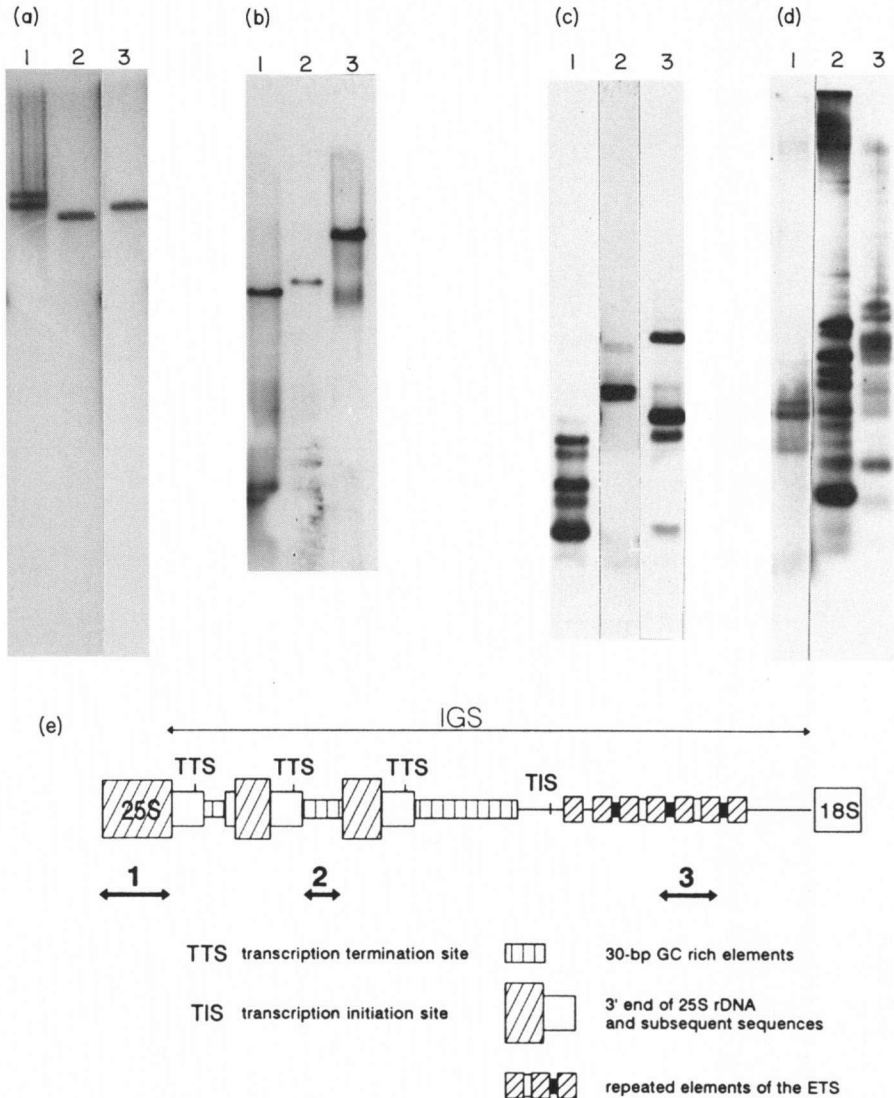 (a)
(b)
(c)
(d)
1 2 3
1 2 3
1 2 3
1 2 3
(e)
IGS
TTS TTS TTS TIS
25S 18S
1 2 3
TTS transcription termination site
30-bp GC rich elements
TIS transcription initiation site
3' end of 25S rDNA
and subsequent sequences
repeated elements of the ETS